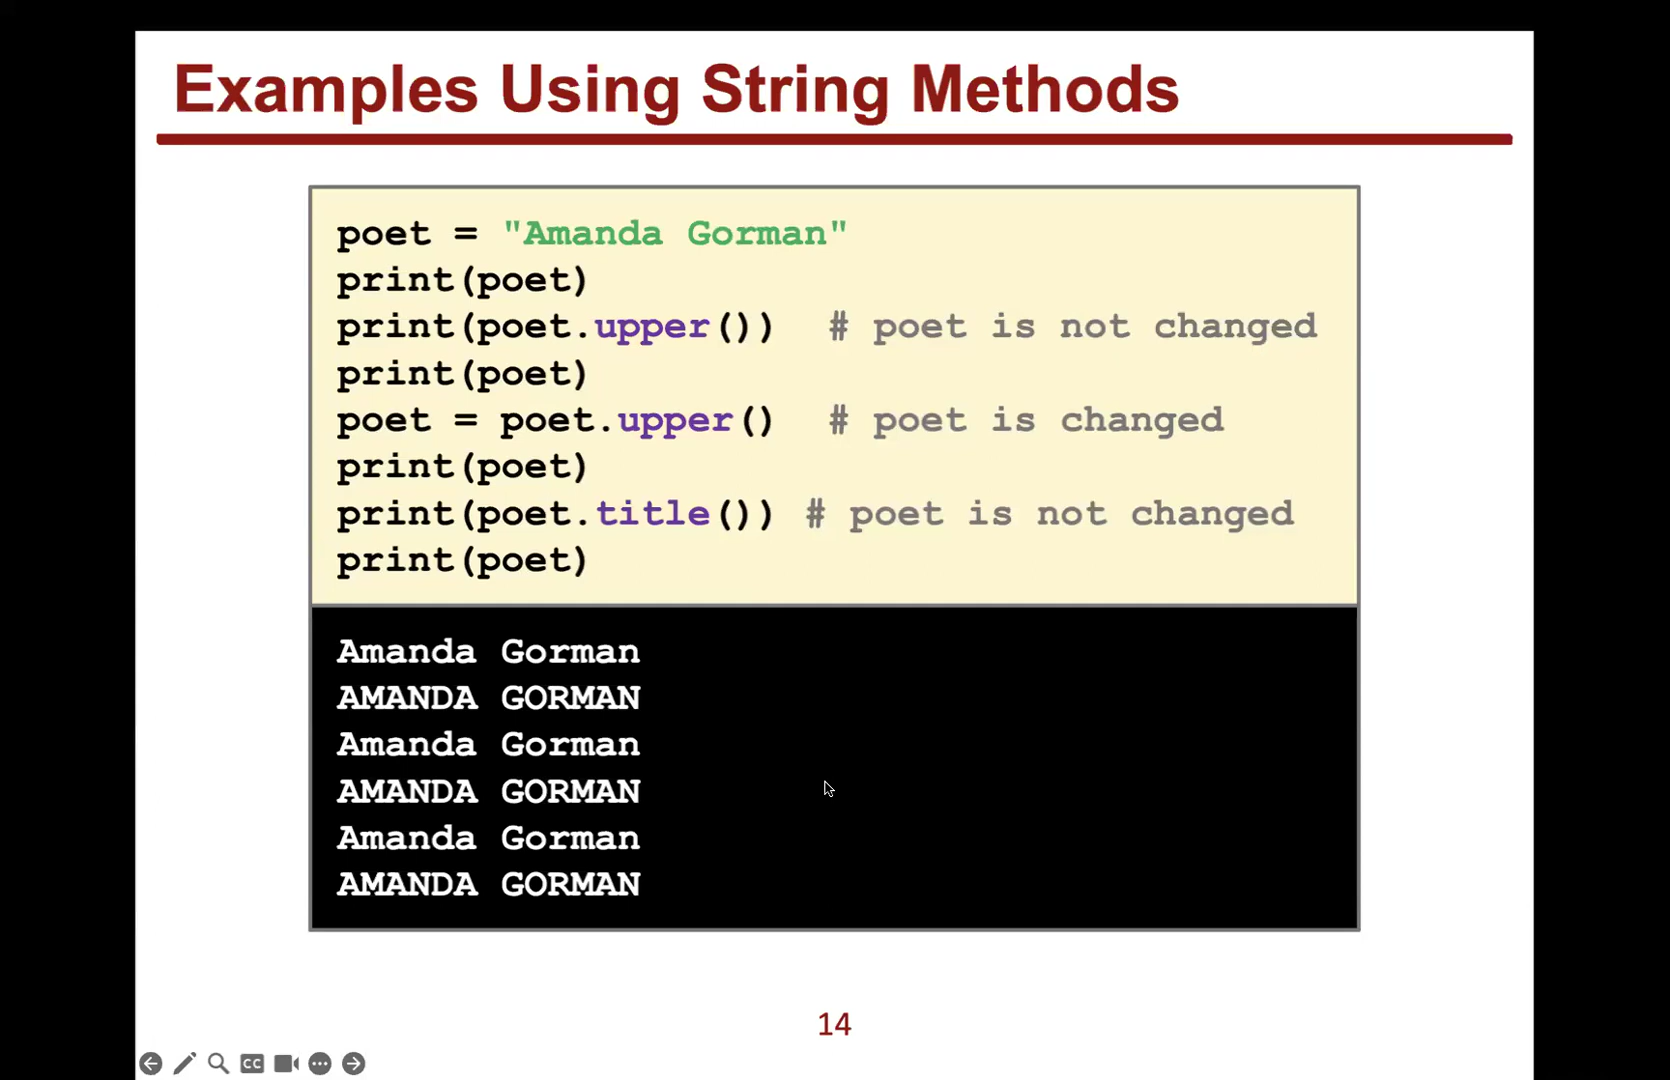 Examples Using String Methods
poet = "Amanda Gorman"
print(poet)
print(poet.upper())  # poet is not changed
print(poet)
poet = poet.upper()  # poet is changed
print(poet)
print(poet.title()) # poet is not changed
print(poet)
Amanda Gorman
AMANDA GORMAN
Amanda Gorman
AMANDA GORMAN
Amanda Gorman
AMANDA GORMAN
14
CC